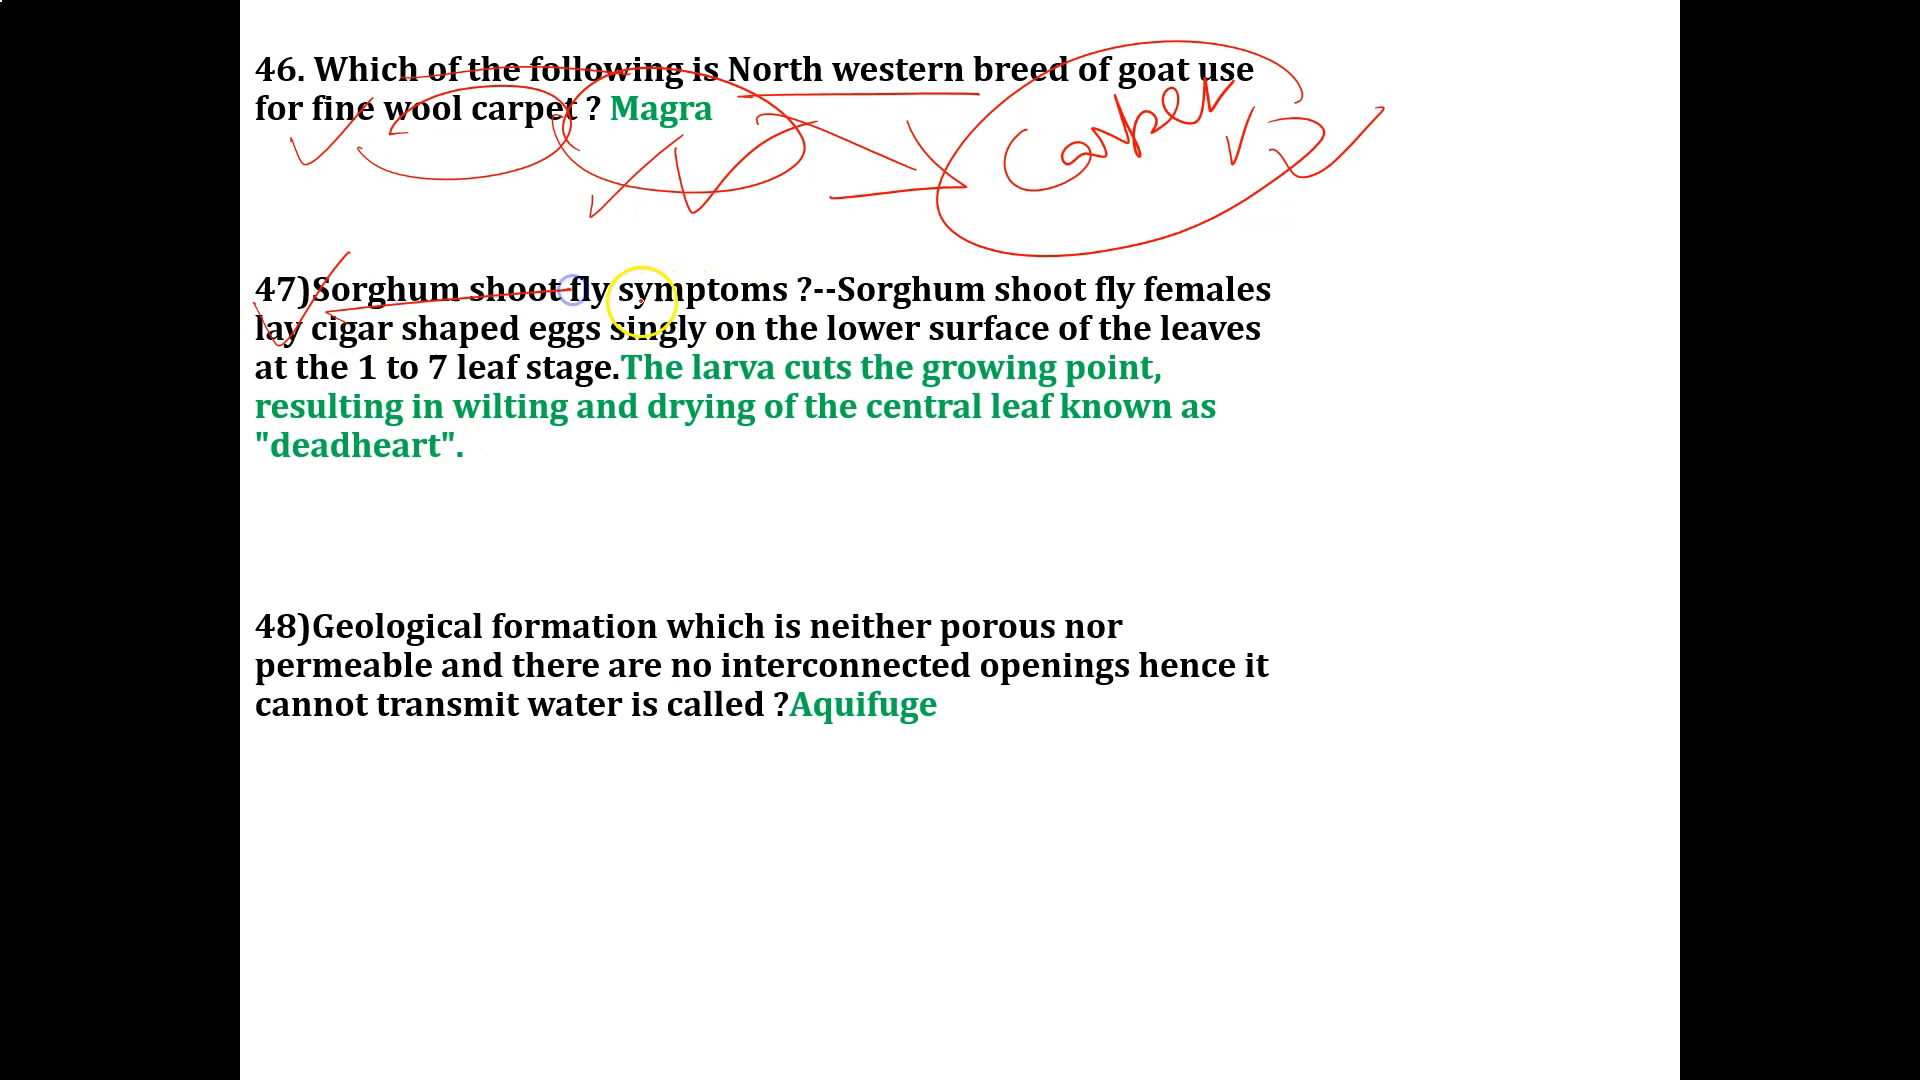 46. Which of the following is North western breed of goat use
for fine wool carpet ? Magra
Carpet
47)Sorghum shoot fly symptoms ?--Sorghum shoot fly females
lay cigar shaped eggs singly on the lower surface of the leaves
at the 1 to 7 leaf stage.The larva cuts the growing point,
resulting in wilting and drying of the central leaf known as
"deadheart".
48)Geological formation which is neither porous nor
permeable and there are no interconnected openings hence it
cannot transmit water is called ?Aquifuge